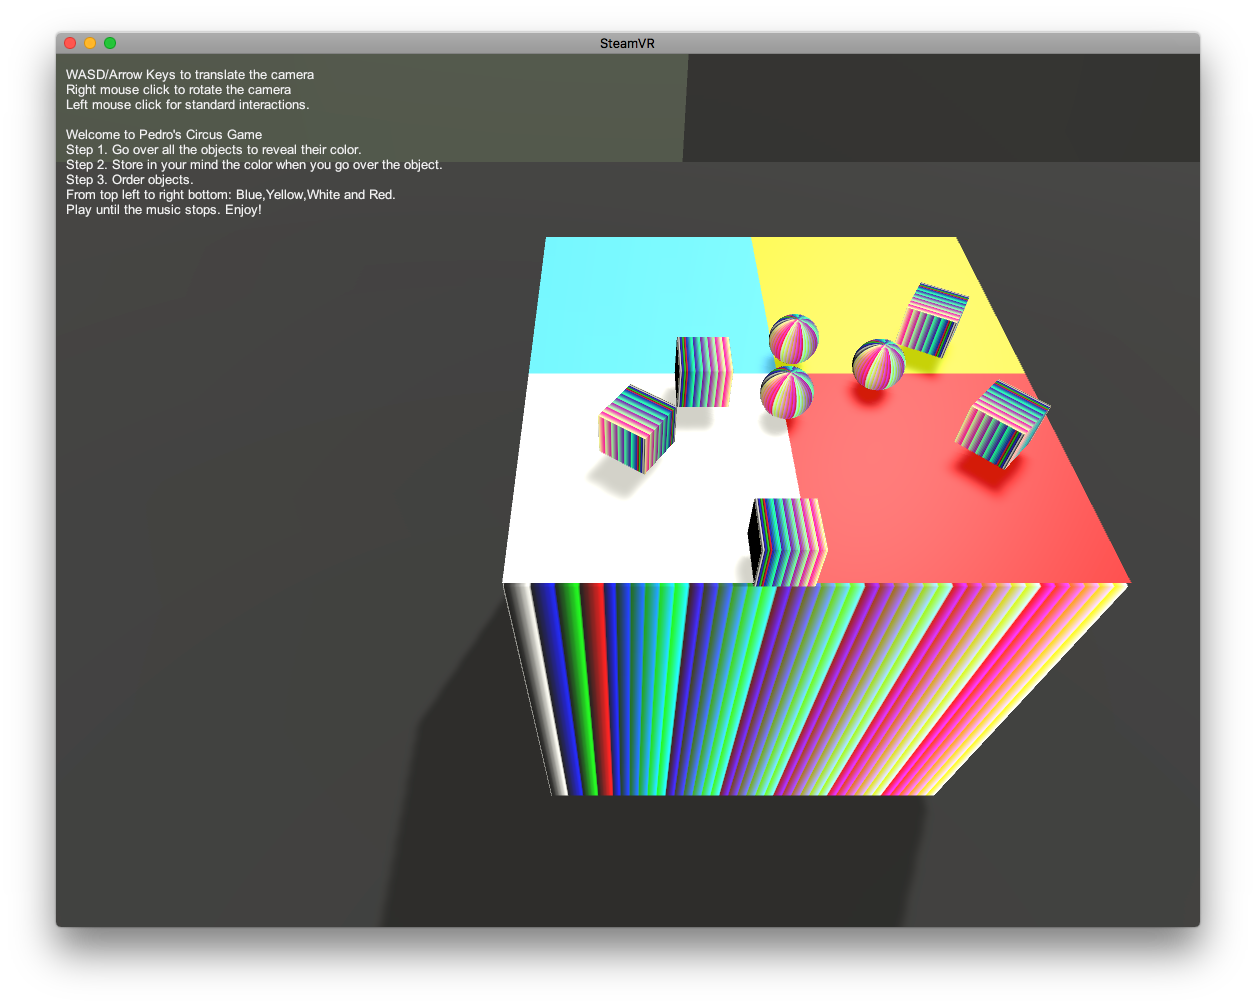 SteamVR
WASD/Arrow Keys to translate the camera
Right mouse click to rotate the camera
Left mouse click for standard interactions.
Welcome to Pedro's Circus Game
Step 1. Go over all the objects to reveal their color.
Step 2. Store in your mind the color when you go over the object.
Step 3. Order objects.
From top left to right bottom: Blue,Yellow,White and Red.
Play until the music stops. Enjoy!